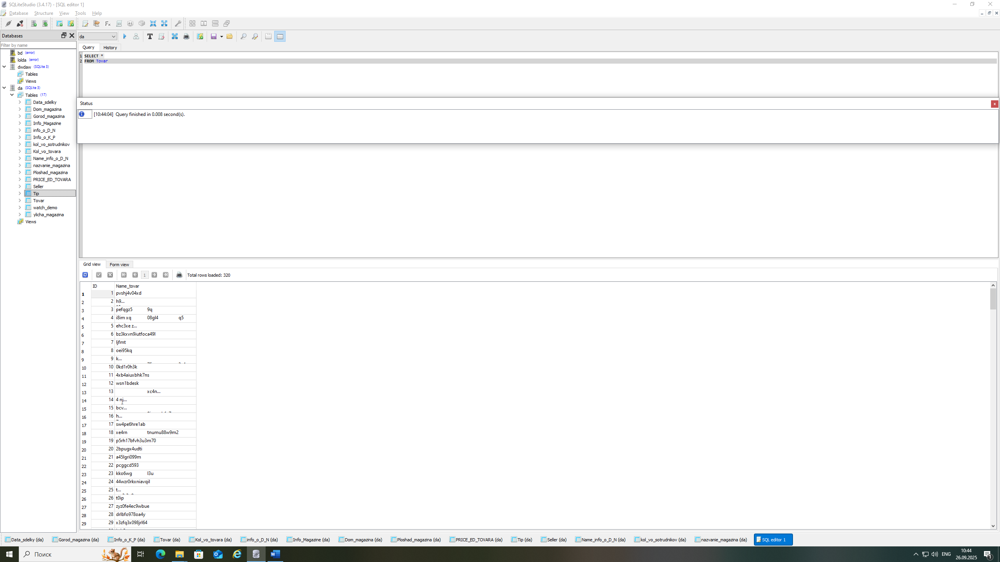 SQLiteStudio (3.4.17) - [SQL editor 1]
Database Structure View Tools Help
Databases
da
Filter by name
Query History
bd (error)
lolda (error)
dwdaw (SQLite 3)
Tables
Views
da (SQLite 3)
Tables (17)
Data_sdelky
Dom_magazina
Gorod_magazina
Info_Magazine
info_o_D_N
Info_o_K_P
kol_vo_sotrudnikov
Kol_vo_tovara
Name_info_o_D_N
nazvanie_magazina
Ploshad_magazina
PRICE_ED_TOVARA
Seller
Tip
Tovar
watch_demo
ylicha_magazina
Views
1 SELECT *
2 FROM Tovar
Status
[10:44:04] Query finished in 0.008 second(s).
Grid view Form view
1 Total rows loaded: 320
ID Name_tovar
1 1 pvshj4v04xd
2 2 h9...
3 3 pefqgz5 9q
4 4 i8im xq 08gl4 q5
5 5 ehc3xe z...
6 6 bz3kxvn9iutfoca49l
7 7 ljfmt
8 8 oei95kq
9 9 k...
10 10 0kd1r0h3k
11 11 4xb4aiuxbhk7ns
12 12 wsn1bdesk
13 13 xc4n...
14 14 4 nj...
15 15 bcv...
16 16 h...
17 17 sw4pe6hre1ab
18 18 xe4rn tnumu88w9m2
19 19 p5rh17bfvh3u3m70
20 20 2bpugx4udti
21 21 a45lgri099m
22 22 pcggcd593
23 23 kko6wg l3u
24 24 44wzr0rkxniavqil
25 25 t...
26 26 t0ip
27 27 zyz0fe4ec9wbue
28 28 drlbfo978oa4y
29 29 x3zfq3x098jrl64
Data_sdelky (da) Gorod_magazina (da) Info_o_K_P (da) Tovar (da) Kol_vo_tovara (da) info_o_D_N (da) Info_Magazine (da) Dom_magazina (da) Ploshad_magazina (da) PRICE_ED_TOVARA (da) Tip (da) Seller (da) Name_info_o_D_N (da) kol_vo_sotrudnikov (da) nazvanie_magazina (da) SQL editor 1
Поиск
ENG
10:44
26.09.2025
1